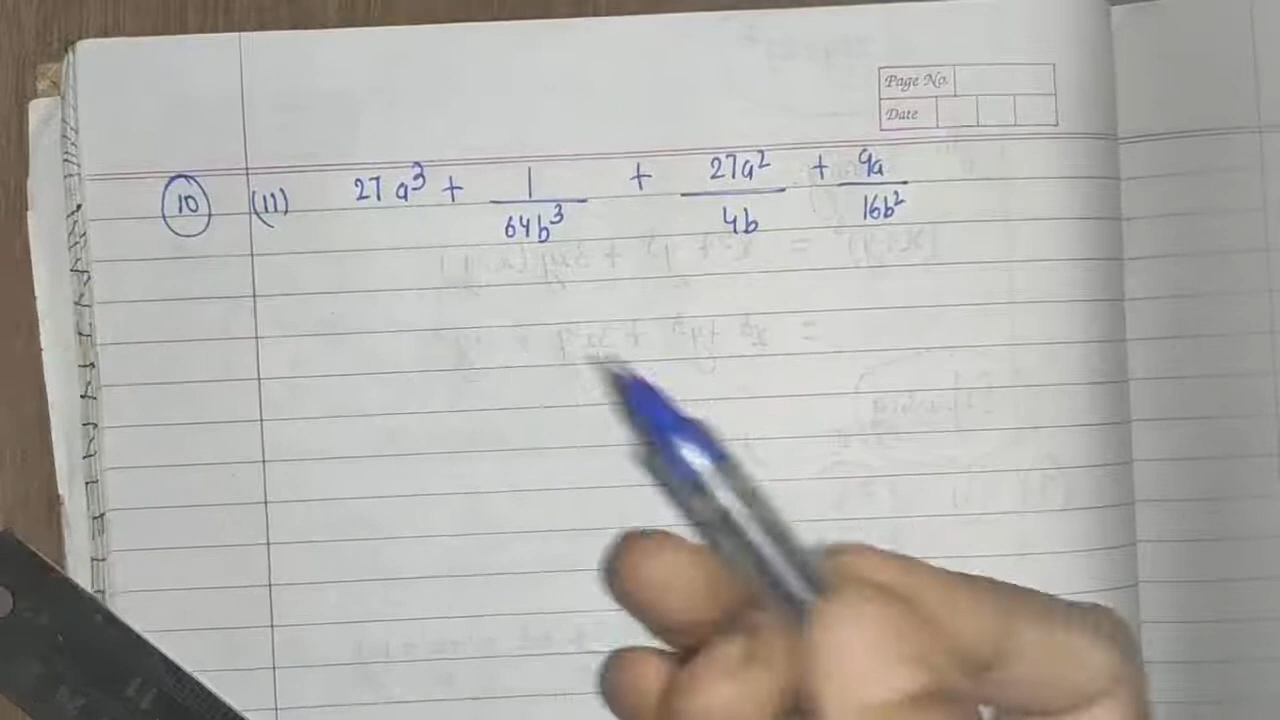 Page No.
Date
10 (11) 27a³ + 1/64b³ + 27a²/4b + 9a/16b²